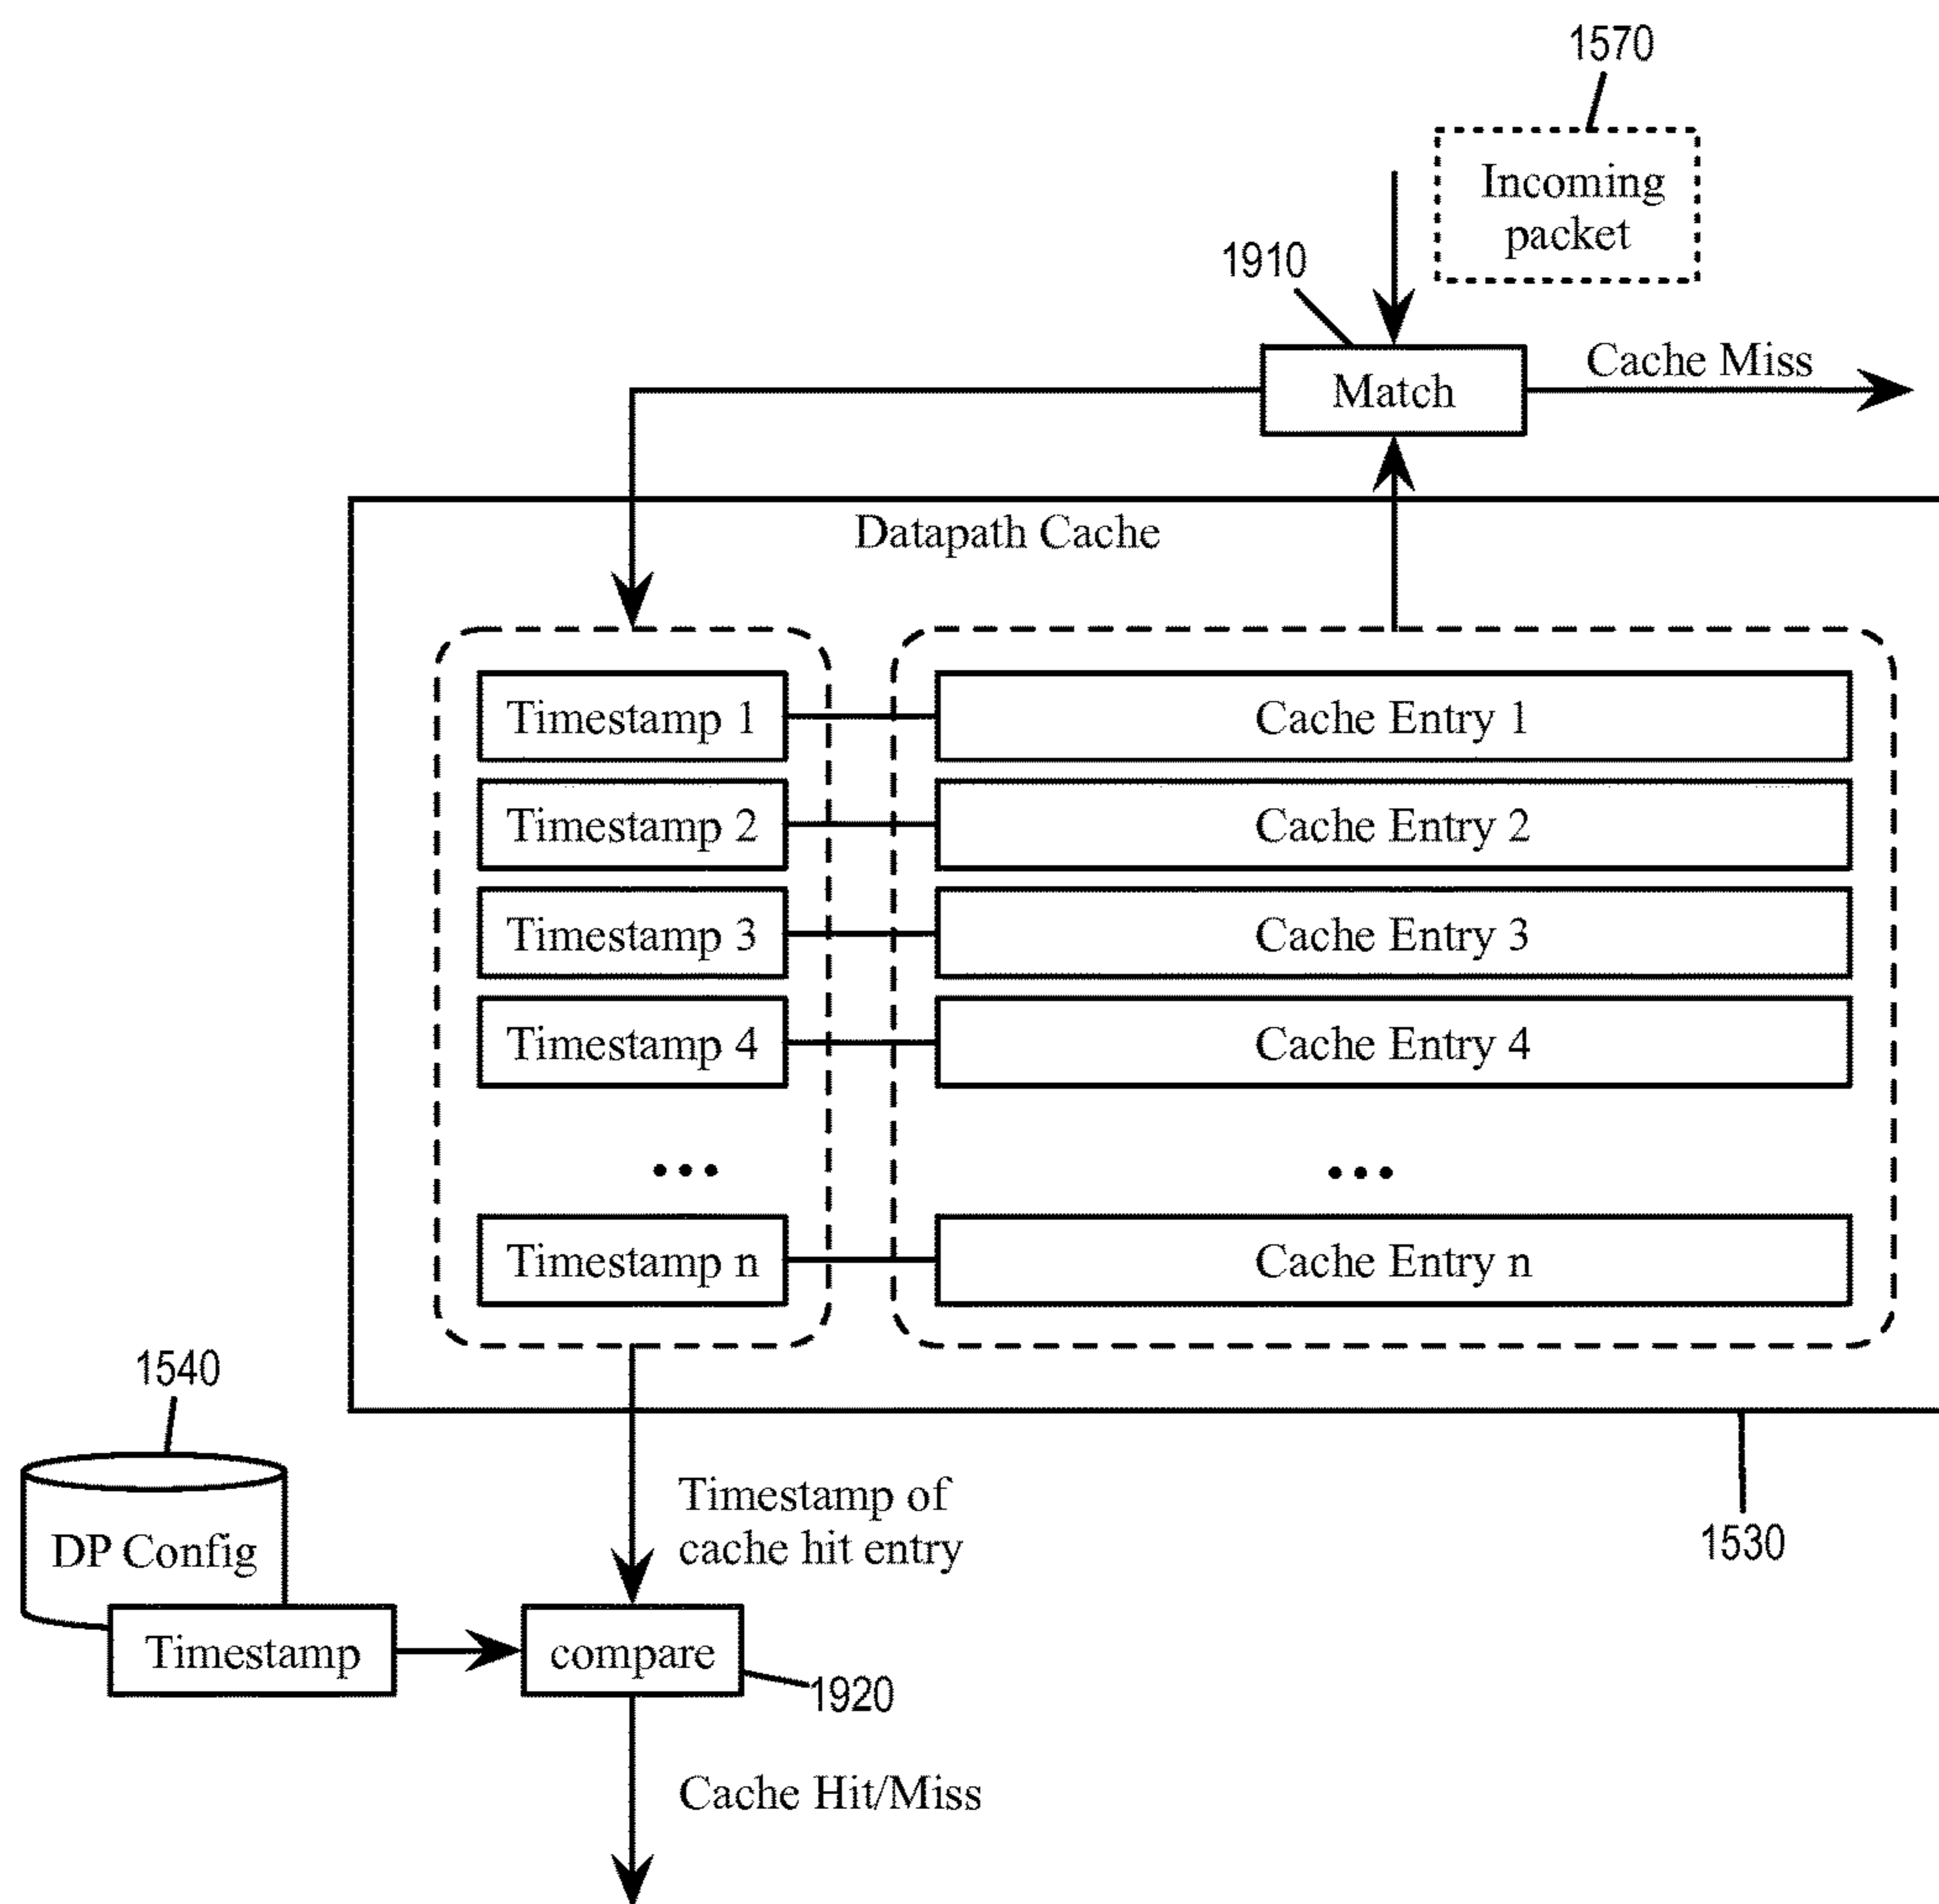 1570
Incoming
packet
1910
Match
Cache Miss
Datapath Cache
Timestamp 1
Cache Entry 1
Timestamp 2
Cache Entry 2
Timestamp 3
Cache Entry 3
Timestamp 4
Cache Entry 4
...
...
Timestamp n
Cache Entry n
1540
DP Config
Timestamp
Timestamp of
cache hit entry
1530
compare
1920
Cache Hit/Miss